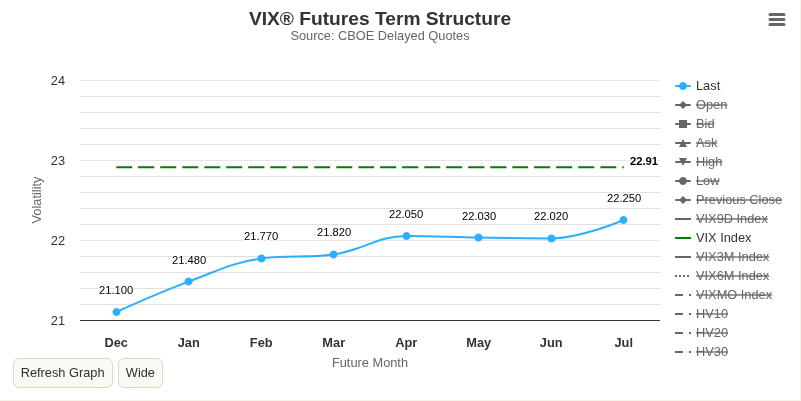 VIX® Futures Term Structure
Source: CBOE Delayed Quotes
24
23
22
21
Volatility
22.91
21.100
21.480
21.770
21.820
22.050
22.030
22.020
22.250
Dec Jan Feb Mar Apr May Jun Jul
Future Month
Last
Open
Bid
Ask
High
Low
Previous Close
VIX9D Index
VIX Index
VIX3M Index
VIX6M Index
VIXMO Index
HV10
HV20
HV30
Refresh Graph
Wide